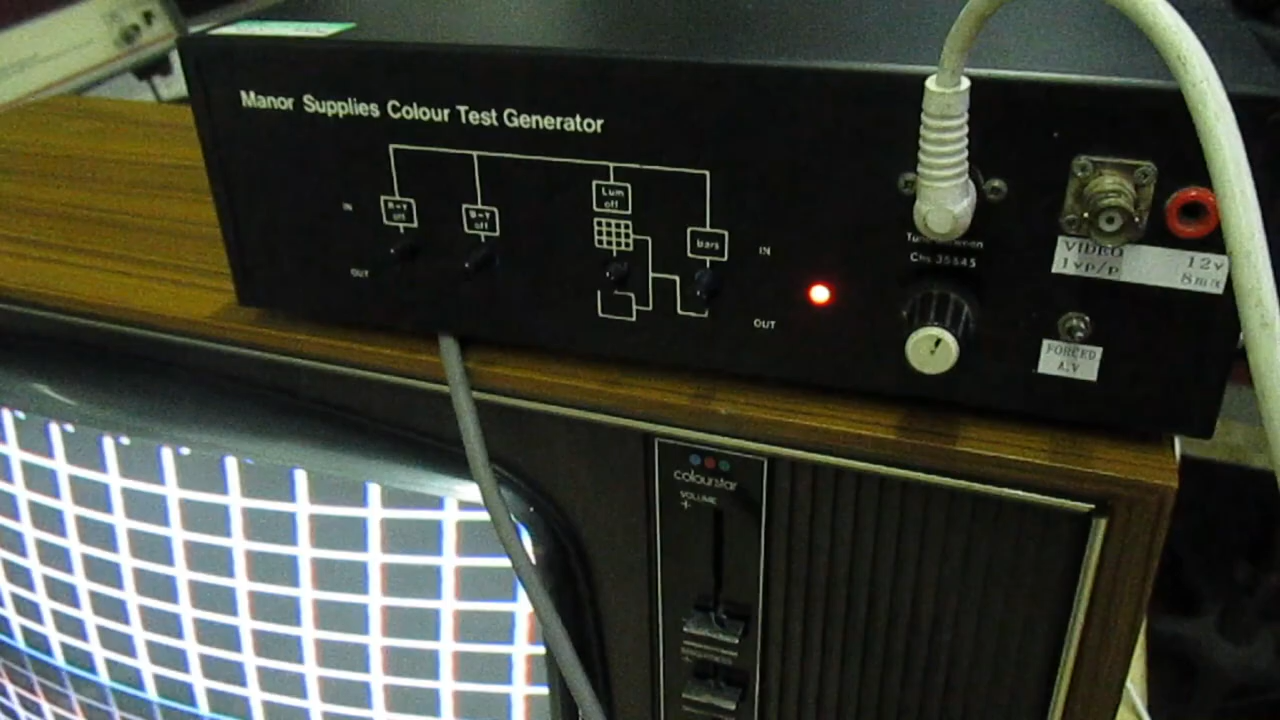 Manor Supplies Colour Test Generator
Lum
off
IN
R-Y
off
B-Y
off
Bars
IN
OUT
OUT
VIDEO
1vp/p
12v
8ma
FORCED
A.V
colourstar
VOLUME
+
BRIGHTNESS
+